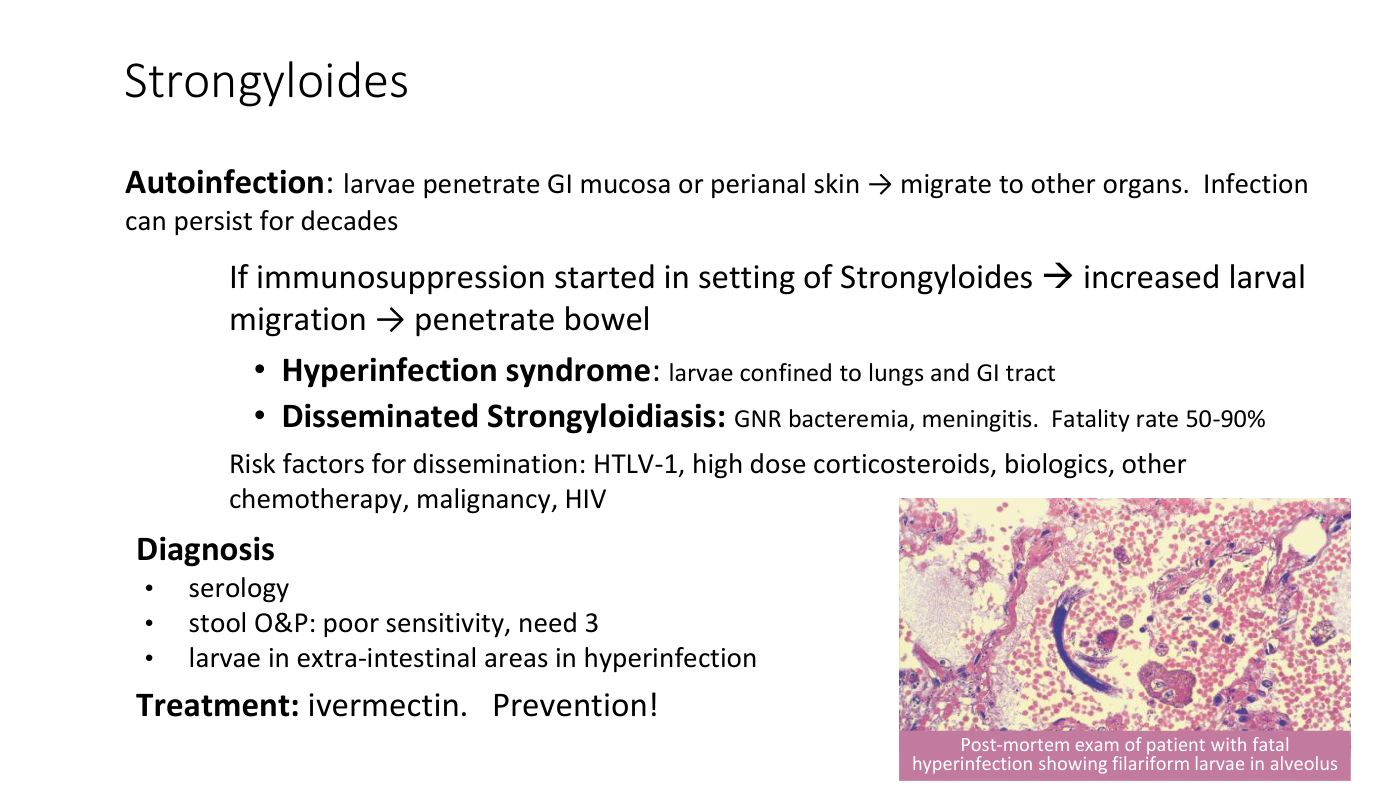 Strongyloides
Autoinfection: larvae penetrate GI mucosa or perianal skin → migrate to other organs.  Infection
can persist for decades
If immunosuppression started in setting of Strongyloides → increased larval
migration → penetrate bowel
• Hyperinfection syndrome: larvae confined to lungs and GI tract
• Disseminated Strongyloidiasis: GNR bacteremia, meningitis.  Fatality rate 50-90%
Risk factors for dissemination: HTLV-1, high dose corticosteroids, biologics, other
chemotherapy, malignancy, HIV
Diagnosis
• serology
• stool O&P: poor sensitivity, need 3
• larvae in extra-intestinal areas in hyperinfection
Treatment: ivermectin.   Prevention!
Post-mortem exam of patient with fatal
hyperinfection showing filariform larvae in alveolus